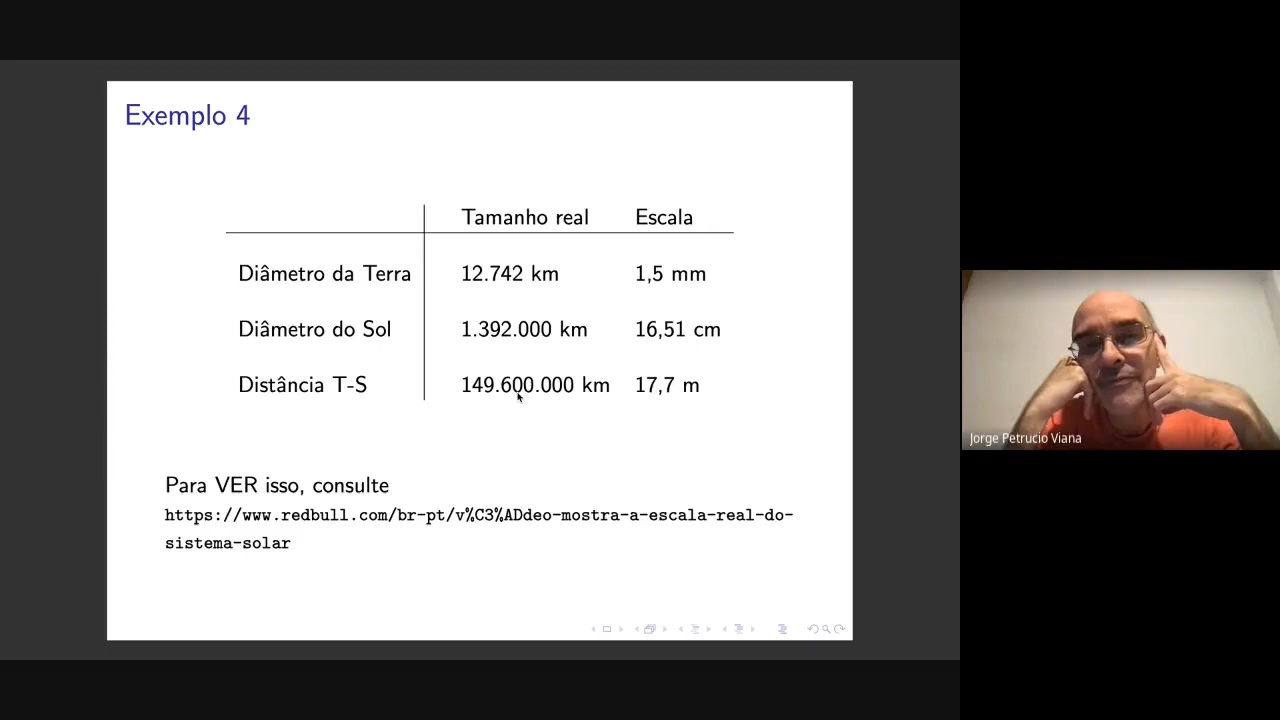 Exemplo 4
Tamanho real Escala
Diâmetro da Terra 12.742 km 1,5 mm
Diâmetro do Sol 1.392.000 km 16,51 cm
Distância T-S 149.600.000 km 17,7 m
Para VER isso, consulte
https://www.redbull.com/br-pt/v%C3%ADdeo-mostra-a-escala-real-do-
sistema-solar
Jorge Petrucio Viana